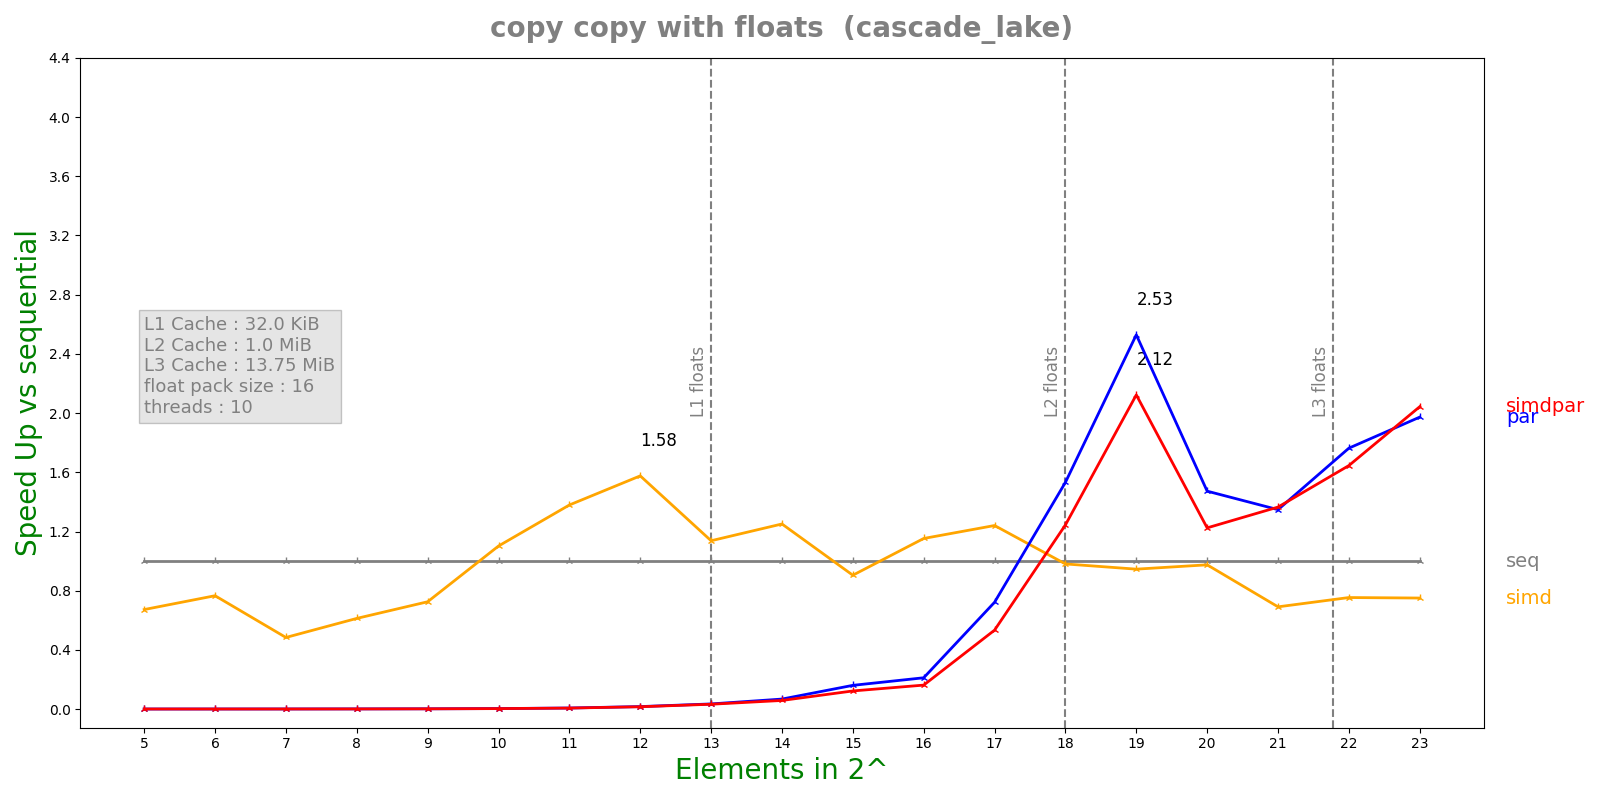 copy copy with floats  (cascade_lake)
Speed Up vs sequential
4.4
4.0
3.6
3.2
2.8
2.4
2.0
1.6
1.2
0.8
0.4
0.0
L1 Cache : 32.0 KiB
L2 Cache : 1.0 MiB
L3 Cache : 13.75 MiB
float pack size : 16
threads : 10
1.58
L1 floats
L2 floats
2.53
2.12
L3 floats
simdpar
par
seq
simd
5 6 7 8 9 10 11 12 13 14 15 16 17 18 19 20 21 22 23
Elements in 2^